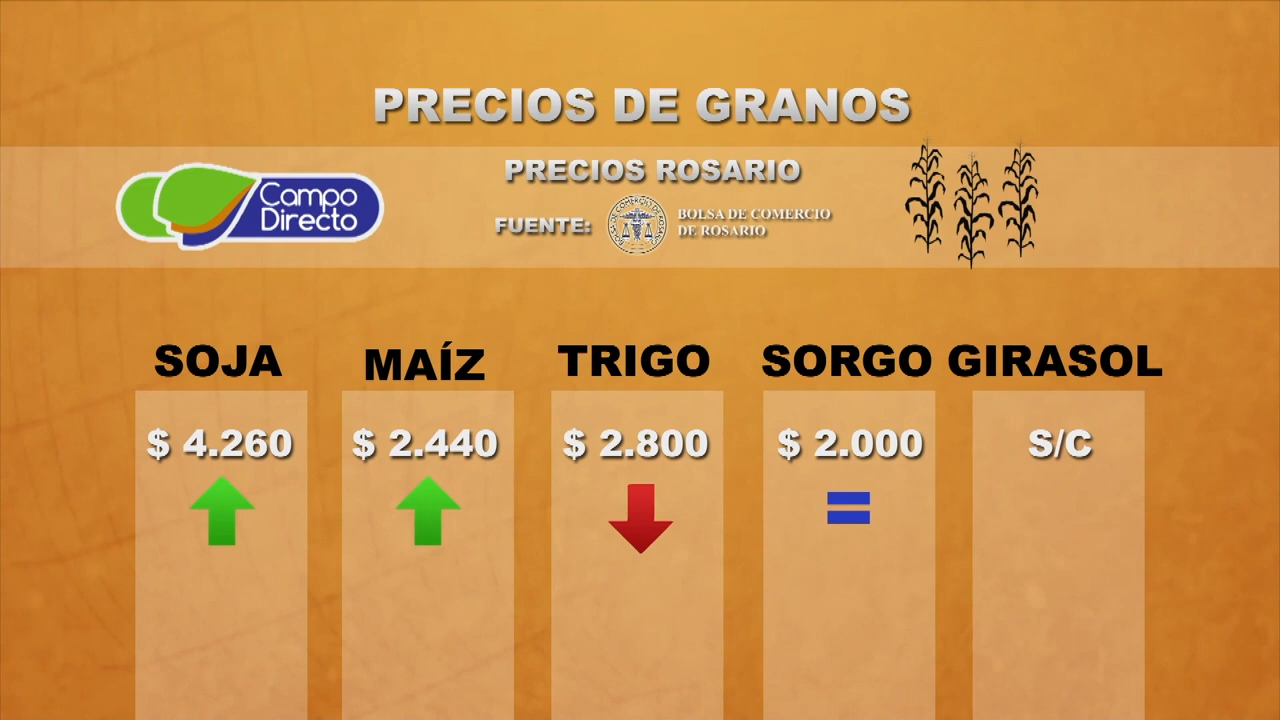 PRECIOS DE GRANOS
Campo
Directo
PRECIOS ROSARIO
FUENTE:
BOLSA DE COMERCIO
DE ROSARIO
SOJA
MAÍZ
TRIGO
SORGO
GIRASOL
$ 4.260
$ 2.440
$ 2.800
$ 2.000
S/C